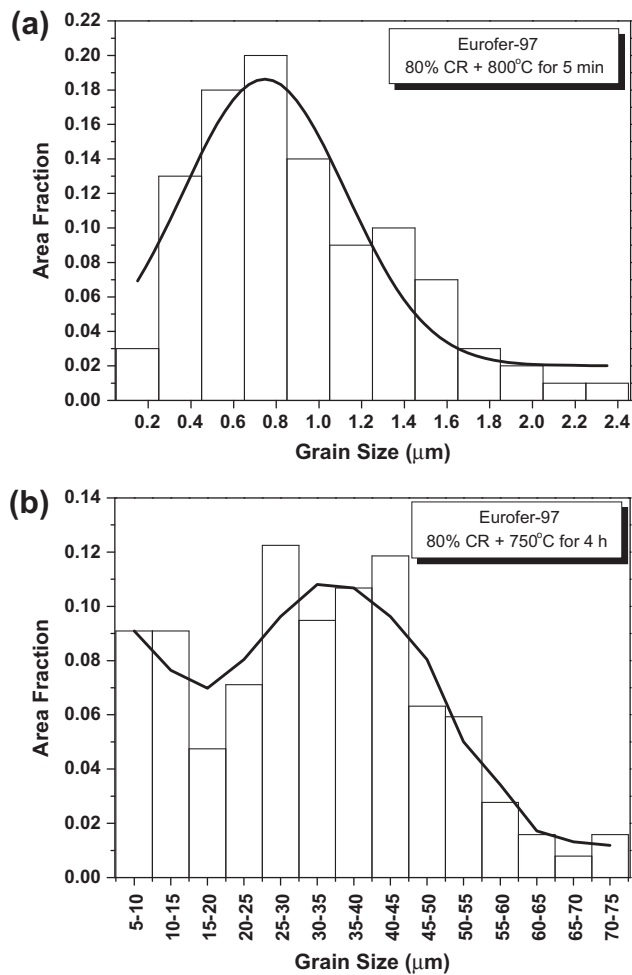 (a)
Eurofer-97
80% CR + 800°C for 5 min
Area Fraction
0.22
0.20
0.18
0.16
0.14
0.12
0.10
0.08
0.06
0.04
0.02
0.00
0.2 0.4 0.6 0.8 1.0 1.2 1.4 1.6 1.8 2.0 2.2 2.4
Grain Size (μm)
(b)
Eurofer-97
80% CR + 750°C for 4 h
Area Fraction
0.14
0.12
0.10
0.08
0.06
0.04
0.02
0.00
5-10 10-15 15-20 20-25 25-30 30-35 35-40 40-45 45-50 50-55 55-60 60-65 65-70 70-75
Grain Size (μm)